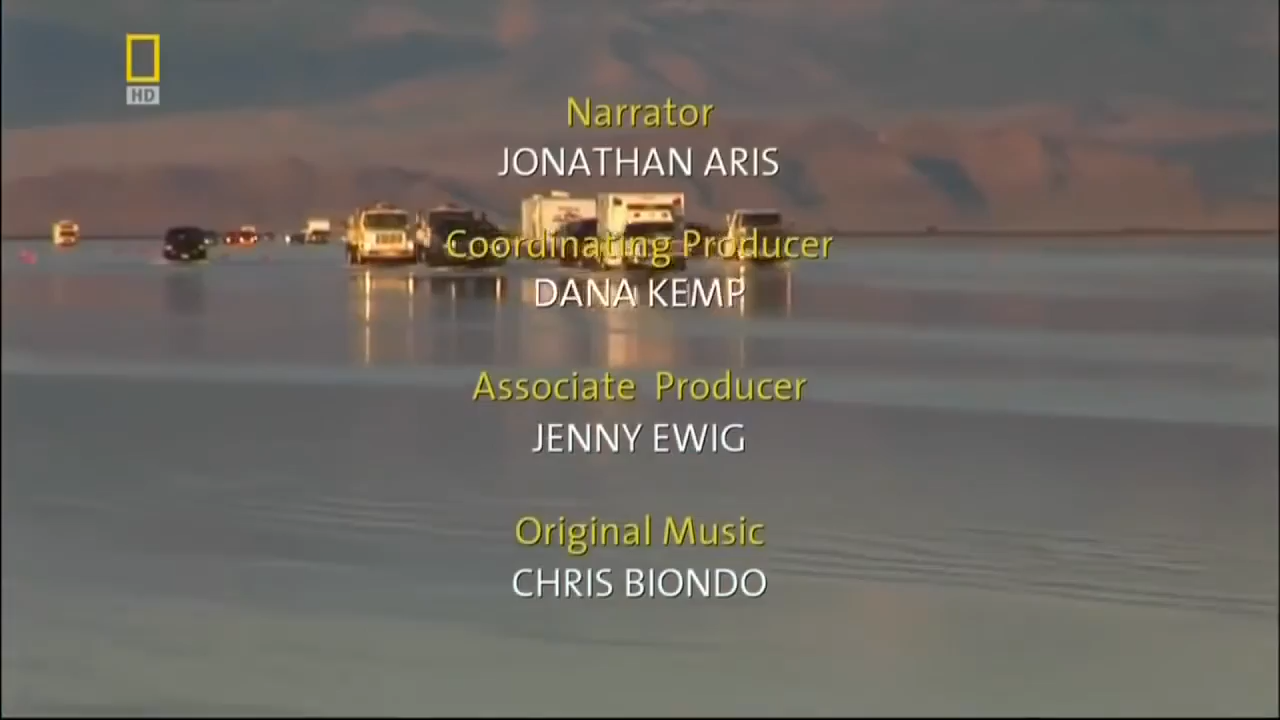 HD
Narrator
JONATHAN ARIS
Coordinating Producer
DANA KEMP
Associate Producer
JENNY EWIG
Original Music
CHRIS BIONDO